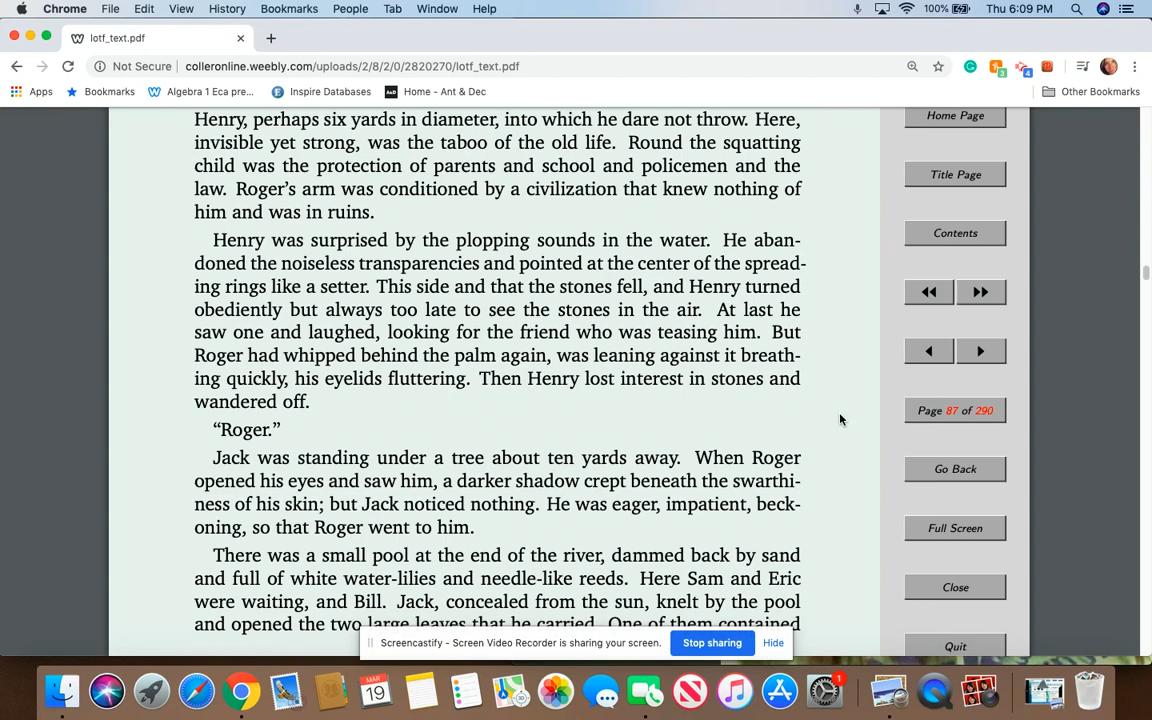 Chrome File Edit View History Bookmarks People Tab Window Help 100% Thu 6:09 PM
lotf_text.pdf
Not Secure colleronline.weebly.com/uploads/2/8/2/0/2820270/lotf_text.pdf
Apps Bookmarks Algebra 1 Eca pre... Inspire Databases Home - Ant & Dec Other Bookmarks
Henry, perhaps six yards in diameter, into which he dare not throw. Here,
invisible yet strong, was the taboo of the old life. Round the squatting
child was the protection of parents and school and policemen and the
law. Roger’s arm was conditioned by a civilization that knew nothing of
him and was in ruins.
Henry was surprised by the plopping sounds in the water. He aban-
doned the noiseless transparencies and pointed at the center of the spread-
ing rings like a setter. This side and that the stones fell, and Henry turned
obediently but always too late to see the stones in the air. At last he
saw one and laughed, looking for the friend who was teasing him. But
Roger had whipped behind the palm again, was leaning against it breath-
ing quickly, his eyelids fluttering. Then Henry lost interest in stones and
wandered off.
“Roger.”
Jack was standing under a tree about ten yards away. When Roger
opened his eyes and saw him, a darker shadow crept beneath the swarthi-
ness of his skin; but Jack noticed nothing. He was eager, impatient, beck-
oning, so that Roger went to him.
There was a small pool at the end of the river, dammed back by sand
and full of white water-lilies and needle-like reeds. Here Sam and Eric
were waiting, and Bill. Jack, concealed from the sun, knelt by the pool
and opened the two large leaves that he carried. One of them contained
Home Page
Title Page
Contents
Page 87 of 290
Go Back
Full Screen
Close
Quit
Screencastify - Screen Video Recorder is sharing your screen. Stop sharing Hide
MAR
19
1
3
4